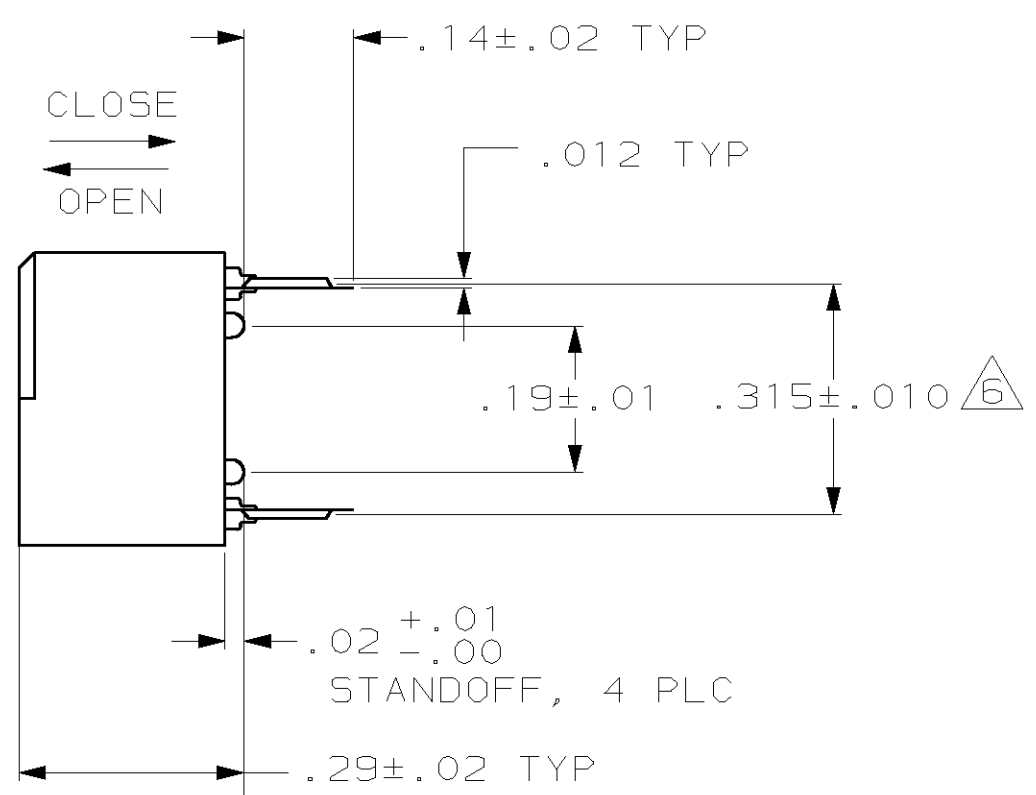 .14±.02 TYP
CLOSE
.012 TYP
OPEN
.19±.01
.315±.010 6
.02 +.01
-.00
STANDOFF, 4 PLC
.29±.02 TYP